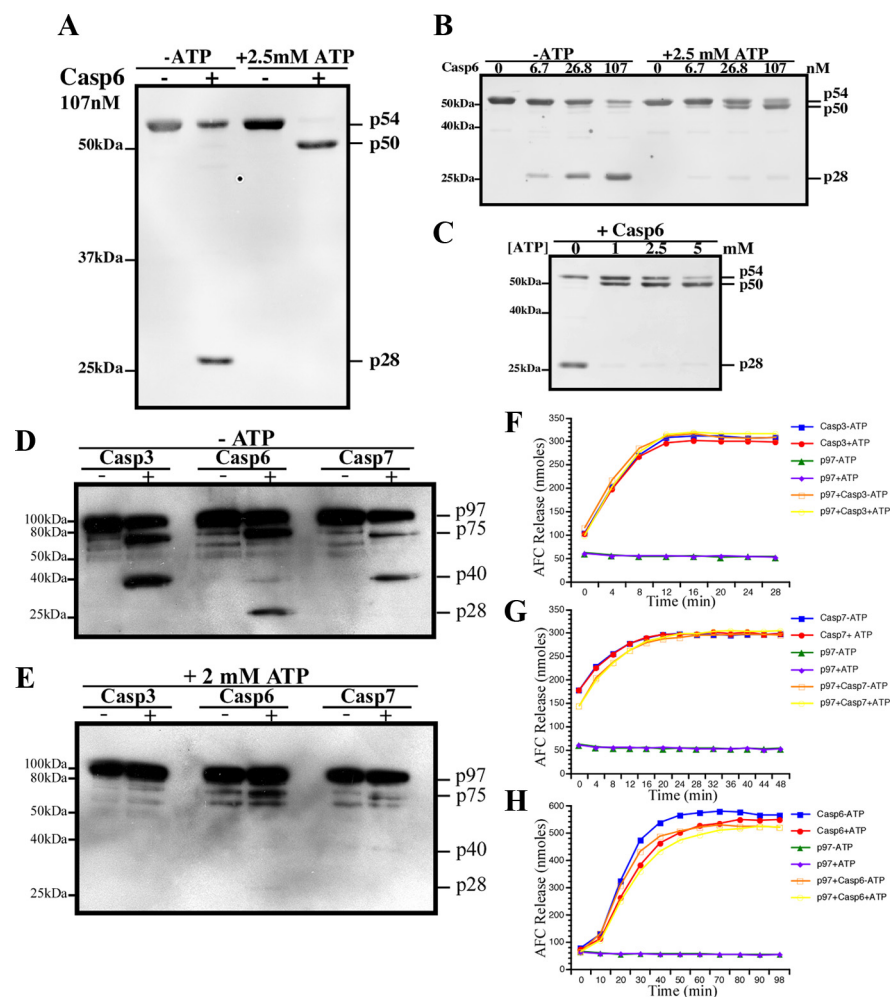 A
-ATP +2.5mM ATP
Casp6 - + - +
107nM
p54
50kDa p50
37kDa
25kDa p28
B
-ATP +2.5 mM ATP
Casp6 0 6.7 26.8 107 0 6.7 26.8 107 nM
p54
50kDa p50
40kDa
25kDa p28
C
+ Casp6
[ATP] 0 1 2.5 5 mM
p54
50kDa p50
40kDa
25kDa p28
D
- ATP
Casp3 Casp6 Casp7
- + - + - +
100kDa p97
80kDa p75
50kDa
40kDa p40
25kDa p28
E
+ 2 mM ATP
Casp3 Casp6 Casp7
- + - + - +
100kDa p97
80kDa p75
50kDa
40kDa p40
25kDa p28
F
AFC Release (nmoles)
350
300
250
200
150
100
50
0
0 4 8 12 16 20 24 28
Time (min)
Casp3-ATP
Casp3+ATP
p97-ATP
p97+ATP
p97+Casp3-ATP
p97+Casp3+ATP
G
AFC Release (nmoles)
350
300
250
200
150
100
50
0
0 4 8 12 16 20 24 28 32 36 40 44 48
Time (min)
Casp7-ATP
Casp7+ ATP
p97-ATP
p97+ATP
p97+Casp7-ATP
p97+Casp7+ATP
H
AFC Release (nmoles)
600
500
400
300
200
100
0
0 10 20 30 40 50 60 70 80 90 98
Time (min)
Casp6-ATP
Casp6+ATP
p97-ATP
p97+ATP
p97+Casp6-ATP
p97+Casp6+ATP